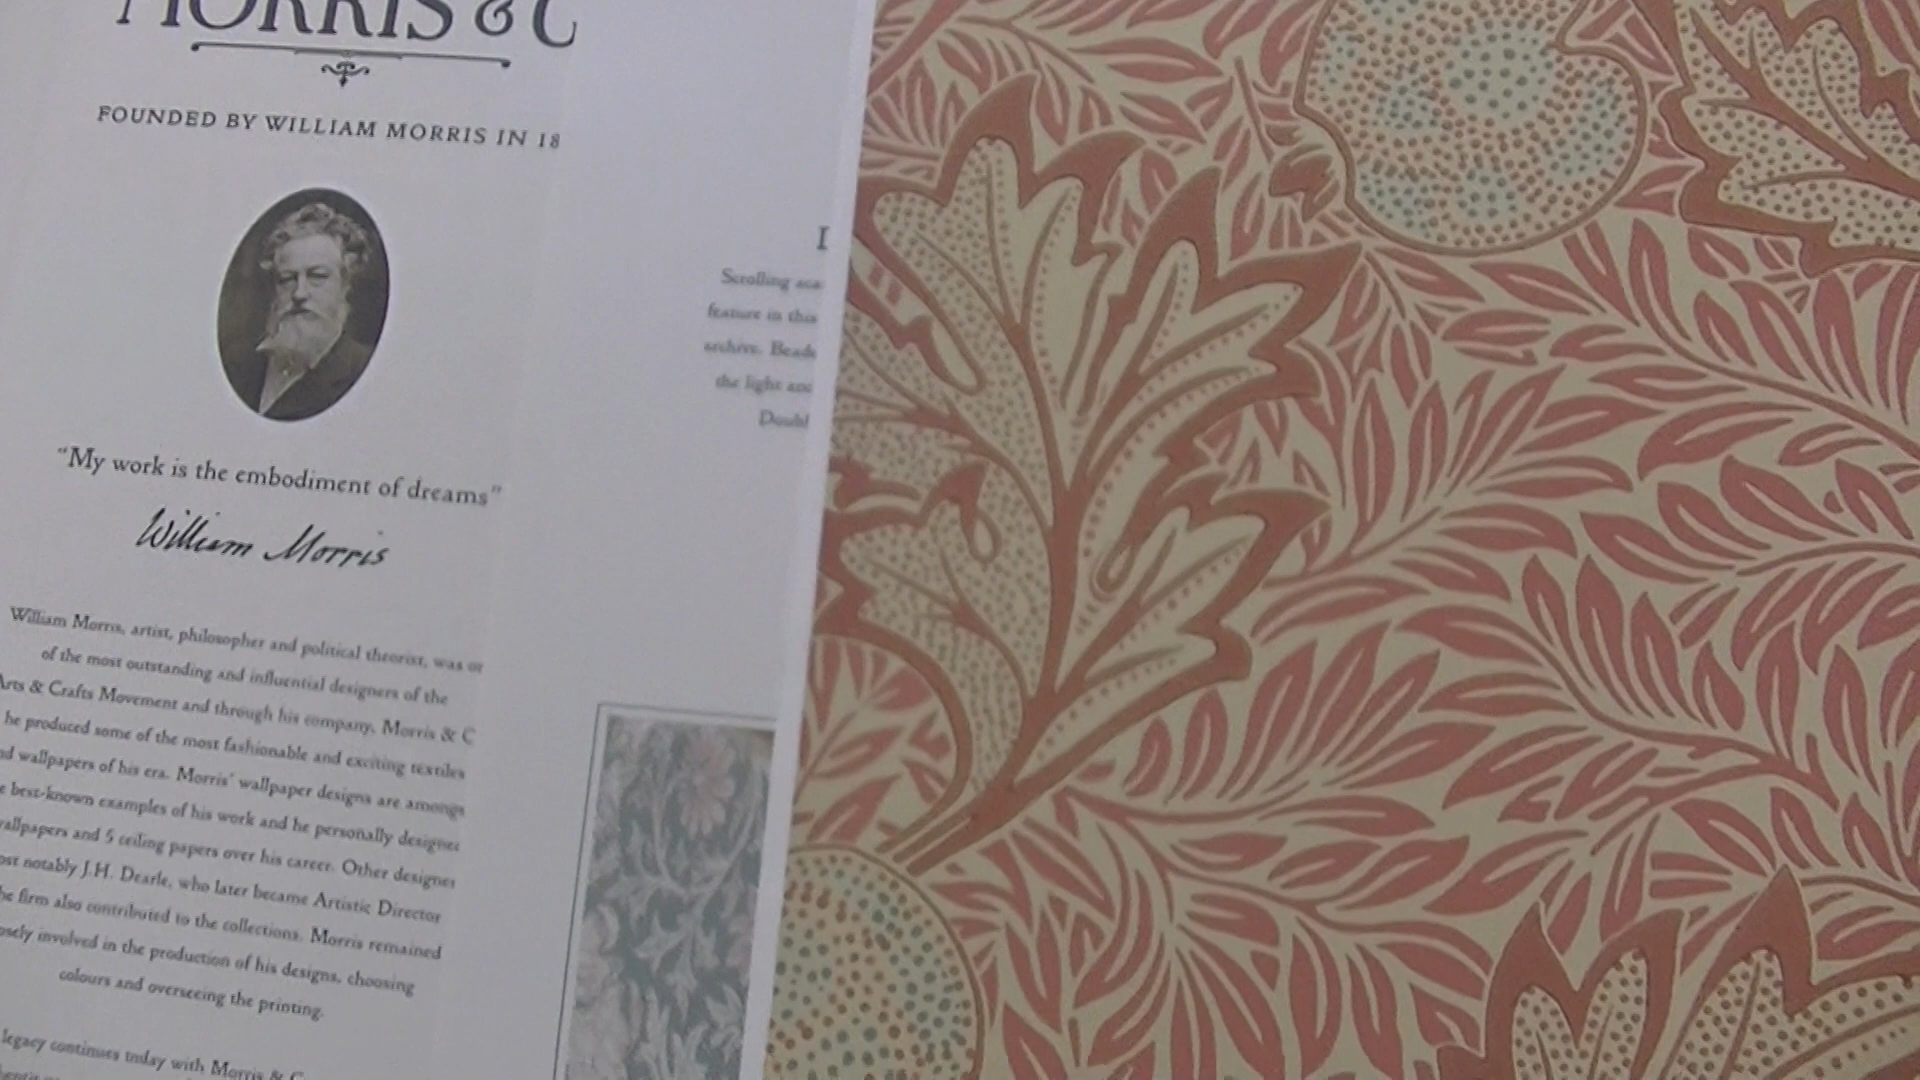 MORRIS & C
FOUNDED BY WILLIAM MORRIS IN 18
"My work is the embodiment of dreams"
William Morris
William Morris, artist, philosopher and political theorist, was
of the most outstanding and influential designers of the
Arts & Crafts Movement and through his company, Morris & C
he produced some of the most fashionable and exciting textiles
wallpapers of his era. Morris' wallpaper designs are amongs
best-known examples of his work and he personally designe
wallpapers and 5 ceiling papers over his career. Other designe
notably J.H. Dearle, who later became Artistic Director
firm also contributed to the collections. Morris remained
involved in the production of his designs, choosing
colours and overseeing the printing.
legacy continues today with Morris & C
Scrolling aca
feature in this
archive. Beads
the light and
Doubl